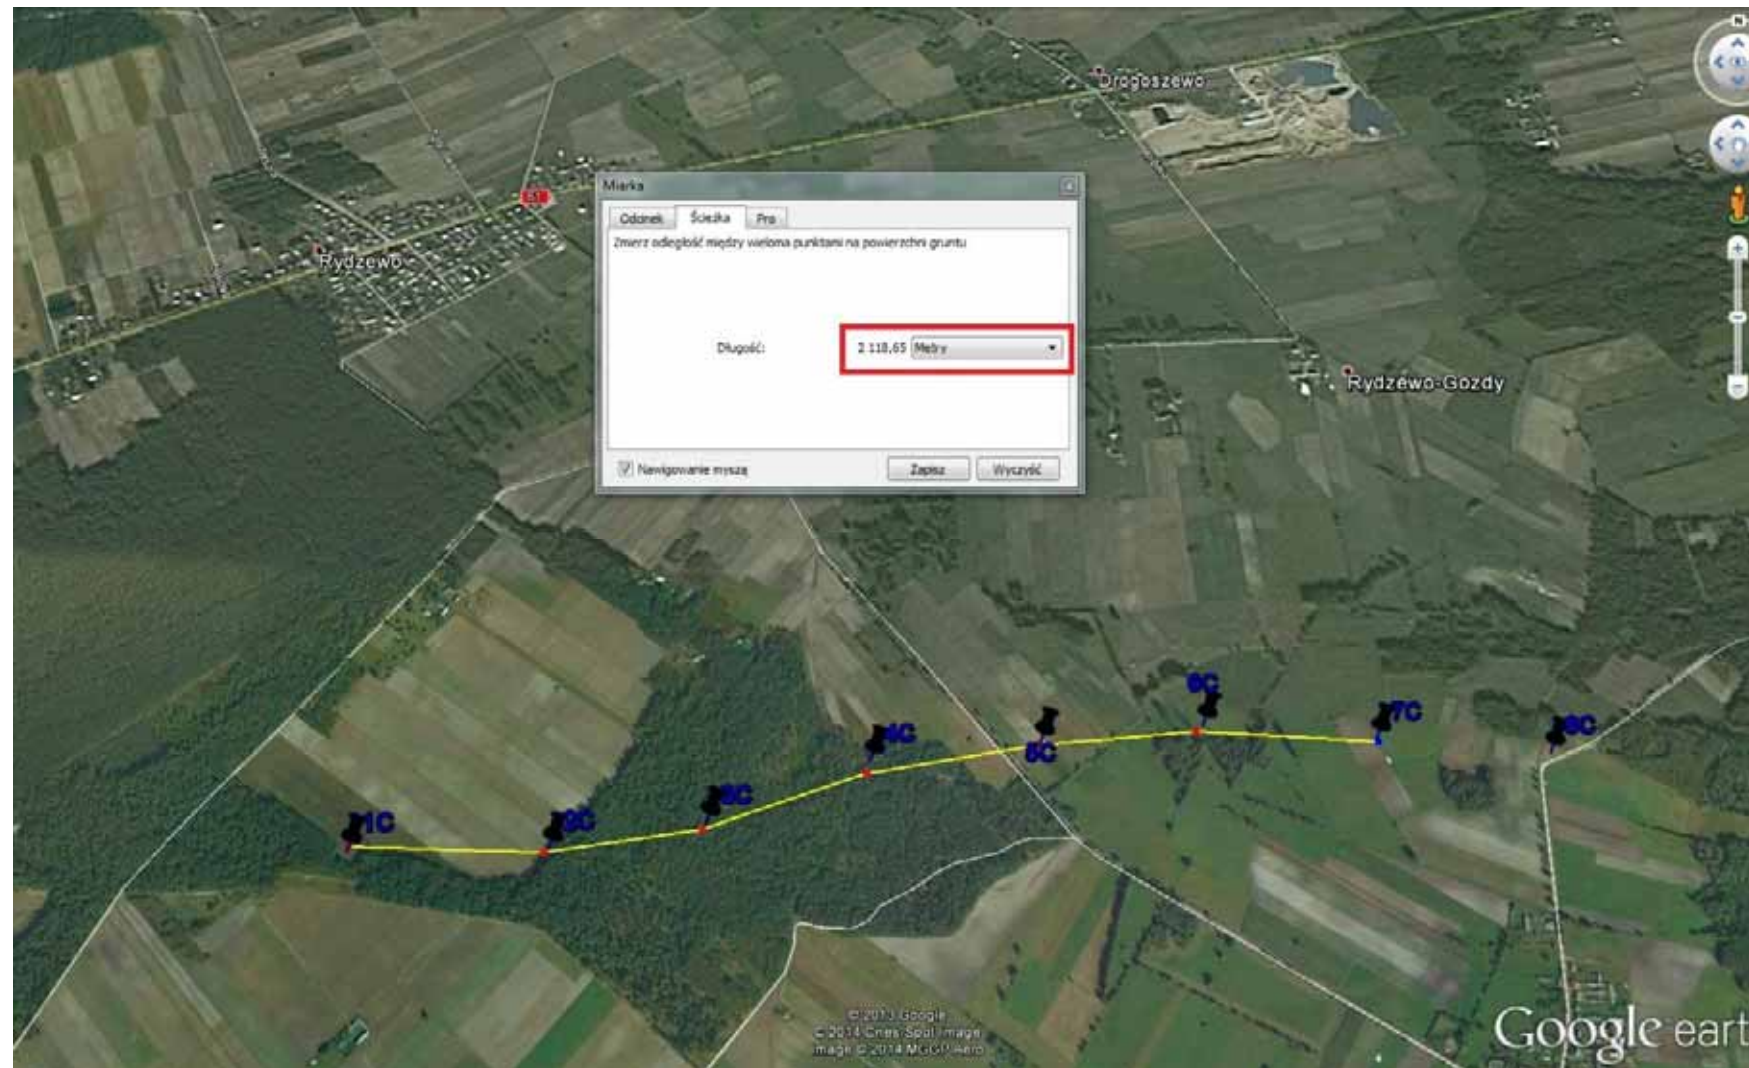 N
Drogoszewo
61
Rydzewo
Miarka
Odcinek Ścieżka Pro
Zmierz odległość między wieloma punktami na powierzchni gruntu
Długość: 2 118,65 Metry
Rydzewo-Gozdy
Nawigowanie myszą Zapisz Wyczyść
6C
7C
8C
4C
5C
3C
1C
2C
© 2013 Google
© 2014 Cnes/Spot Image
Image © 2014 MGGP Aero
Google eart